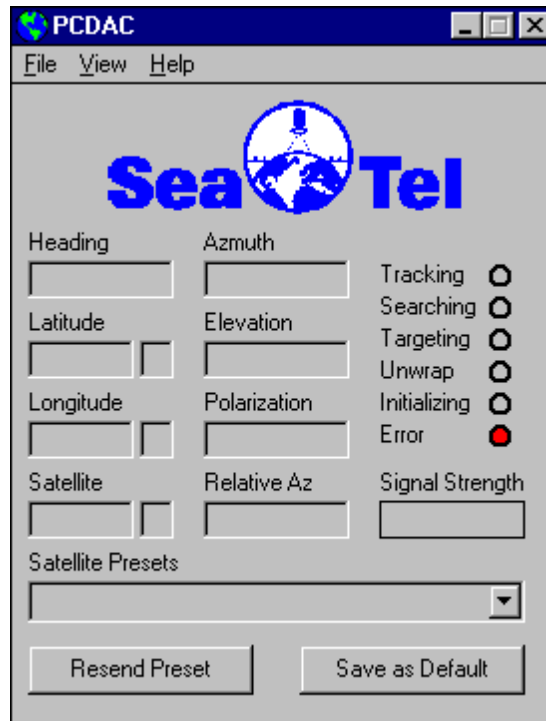 PCDAC
File View Help
Sea Tel
Heading Azmuth
Tracking
Searching
Latitude Elevation
Targeting
Unwrap
Longitude Polarization
Initializing
Error
Satellite Relative Az Signal Strength
Satellite Presets
Resend Preset Save as Default